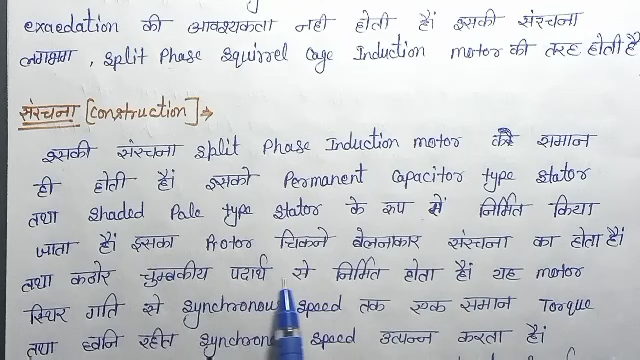 exaedation की आवश्यकता नही होती हैं। इसकी संरचना
लगभग, Split Phase Squirrel Cage Induction motor की तरह होती है
संरचना [Construction] ⇒
इसकी संरचना Split Phase Induction motor के समान
ही होती हैं। इसको Permanent Capacitor type Stator
तथा Shaded Pole type Stator के रूप में निर्मित किया
जाता हैं। इसका Rotor चिकने बेलनाकार संरचना का होता हैं।
तथा कठोर चुम्बकीय पदार्थ से निर्मित होता हैं। यह motor
स्थिर गति से Synchronous Speed तक एक समान Torque
तथा ध्वनि रहित Synchron Speed उत्पन्न करता हैं।